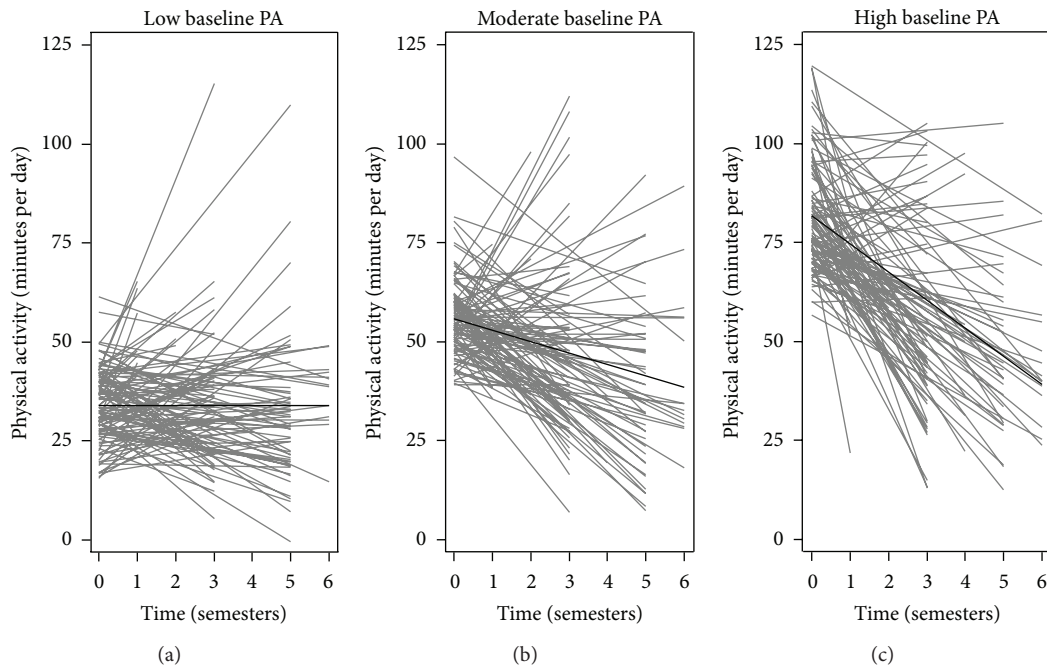 Low baseline PA
Physical activity (minutes per day)
125
100
75
50
25
0
0 1 2 3 4 5 6
Time (semesters)
(a)
Moderate baseline PA
Physical activity (minutes per day)
125
100
75
50
25
0
0 1 2 3 4 5 6
Time (semesters)
(b)
High baseline PA
Physical activity (minutes per day)
125
100
75
50
25
0
0 1 2 3 4 5 6
Time (semesters)
(c)